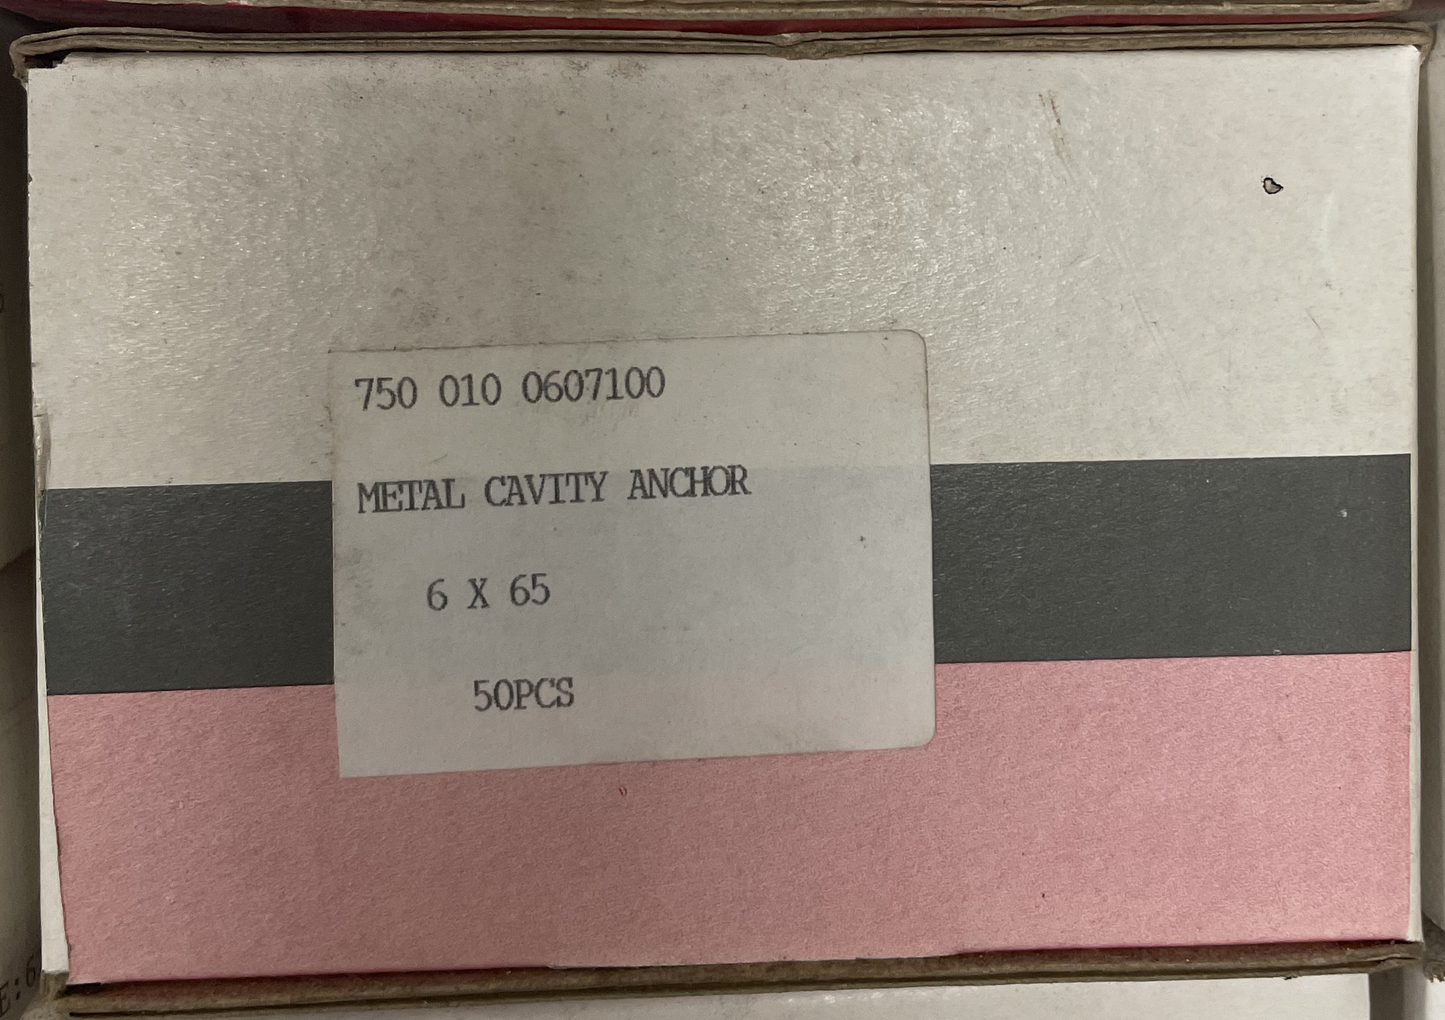 750 010 0607100
METAL CAVITY ANCHOR
6 X 65
50PCS